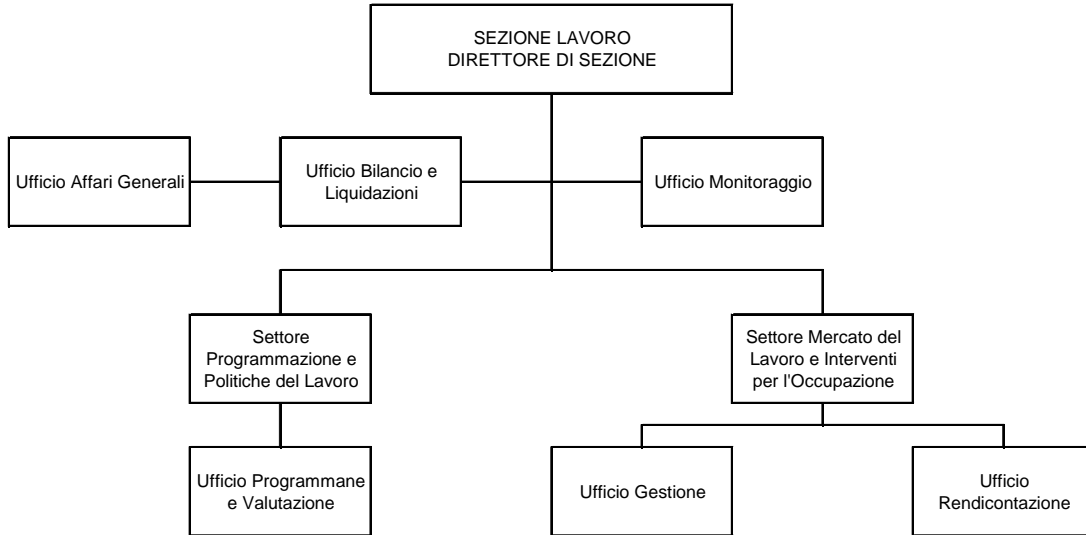 SEZIONE LAVORO
DIRETTORE DI SEZIONE
Ufficio Affari Generali
Ufficio Bilancio e
Liquidazioni
Ufficio Monitoraggio
Settore
Programmazione e
Politiche del Lavoro
Settore Mercato del
Lavoro e Interventi
per l'Occupazione
Ufficio Programmane
e Valutazione
Ufficio Gestione
Ufficio
Rendicontazione